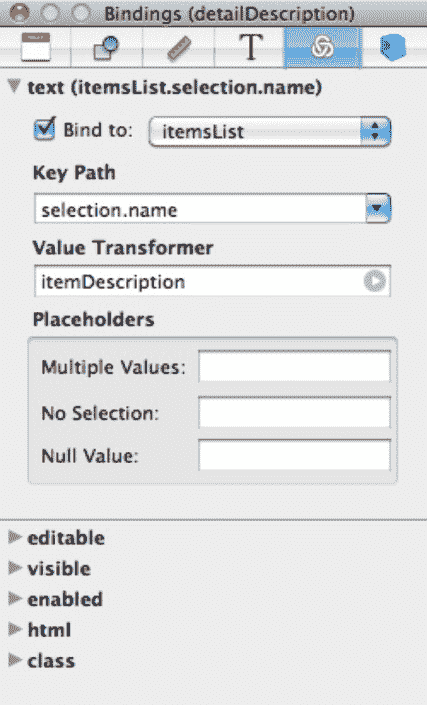 Bindings (detailDescription)
T
text (itemsList.selection.name)
Bind to: itemsList
Key Path
selection.name
Value Transformer
itemDescription
Placeholders
Multiple Values:
No Selection:
Null Value:
editable
visible
enabled
html
class